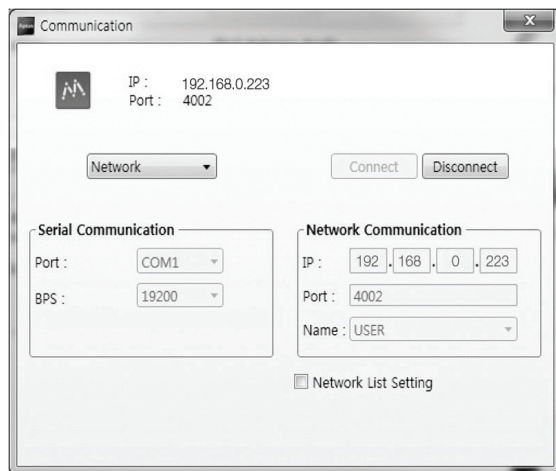 Communication
IP : 192.168.0.223
Port : 4002
Network
Connect Disconnect
Serial Communication
Port : COM1
BPS : 19200
Network Communication
IP : 192 . 168 . 0 . 223
Port : 4002
Name : USER
Network List Setting